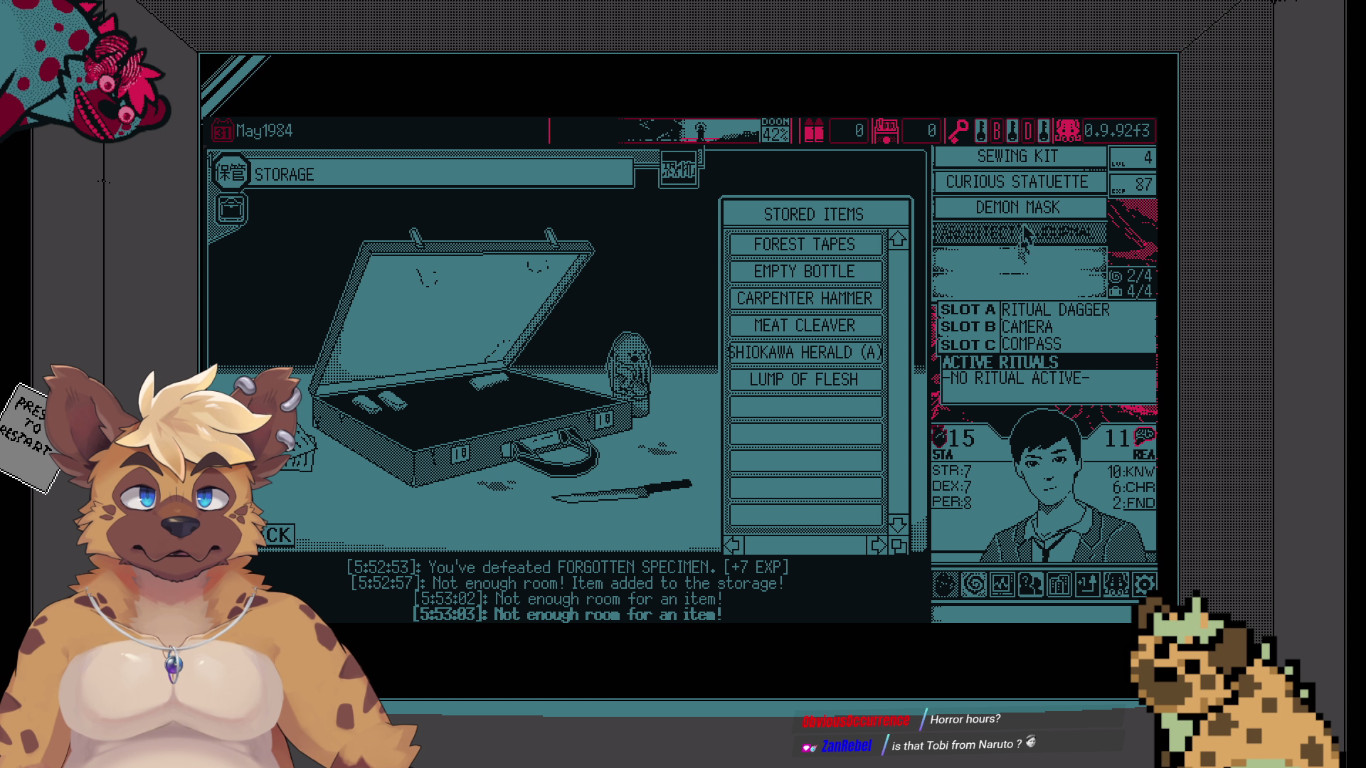 31 May1984
DOOM 42% 0 0 B D 0.9.92f3
保管 STORAGE 恐怖
SEWING KIT
LVL 4
CURIOUS STATUETTE
EXP 87
DEMON MASK
2/4
4/4
STORED ITEMS
FOREST TAPES
EMPTY BOTTLE
CARPENTER HAMMER
MEAT CLEAVER
SHIOKAWA HERALD (A)
LUMP OF FLESH
SLOT A RITUAL DAGGER
SLOT B CAMERA
SLOT C COMPASS
ACTIVE RITUALS
-NO RITUAL ACTIVE-
15 11
STA REA
STR:7 10:KNW
DEX:7 6:CHR
PER:8 2:FND
10 10
CK
PRESS
TO
RESTART
[5:52:53]: You've defeated FORGOTTEN SPECIMEN. [+7 EXP]
[5:52:57]: Not enough room! Item added to the storage!
[5:53:02]: Not enough room for an item!
[5:53:03]: Not enough room for an item!
Horror hours?
ZanRebel is that Tobi from Naruto ?